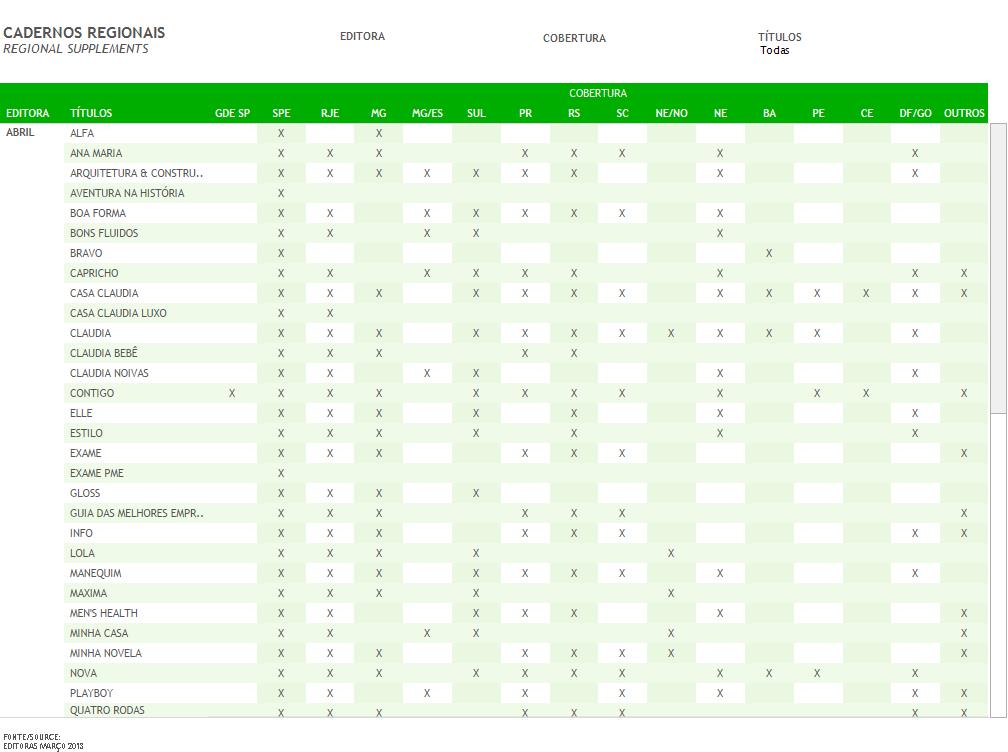 CADERNOS REGIONAIS
REGIONAL SUPPLEMENTS
EDITORA
COBERTURA
TÍTULOS
Todas
COBERTURA
EDITORA TÍTULOS GDE SP SPE RJE MG MG/ES SUL PR RS SC NE/NO NE BA PE CE DF/GO OUTROS
ABRIL ALFA X X
ANA MARIA X X X X X X X X
ARQUITETURA & CONSTRU.. X X X X X X X X X
AVENTURA NA HISTÓRIA X
BOA FORMA X X X X X X X X
BONS FLUIDOS X X X X X
BRAVO X X
CAPRICHO X X X X X X X X X
CASA CLAUDIA X X X X X X X X X X X X
CASA CLAUDIA LUXO X X
CLAUDIA X X X X X X X X X X X X
CLAUDIA BEBÊ X X X X X
CLAUDIA NOIVAS X X X X X X
CONTIGO X X X X X X X X X X X X
ELLE X X X X X X X
ESTILO X X X X X X X
EXAME X X X X X X X
EXAME PME X
GLOSS X X X X
GUIA DAS MELHORES EMPR.. X X X X X X X
INFO X X X X X X X X
LOLA X X X X X
MANEQUIM X X X X X X X X X
MAXIMA X X X X X
MEN'S HEALTH X X X X X X X
MINHA CASA X X X X X X
MINHA NOVELA X X X X X X X X
NOVA X X X X X X X X X X X
PLAYBOY X X X X X X X X
QUATRO RODAS X X X X X X X X
FONTE/SOURCE:
EDITORAS MARÇO 2013